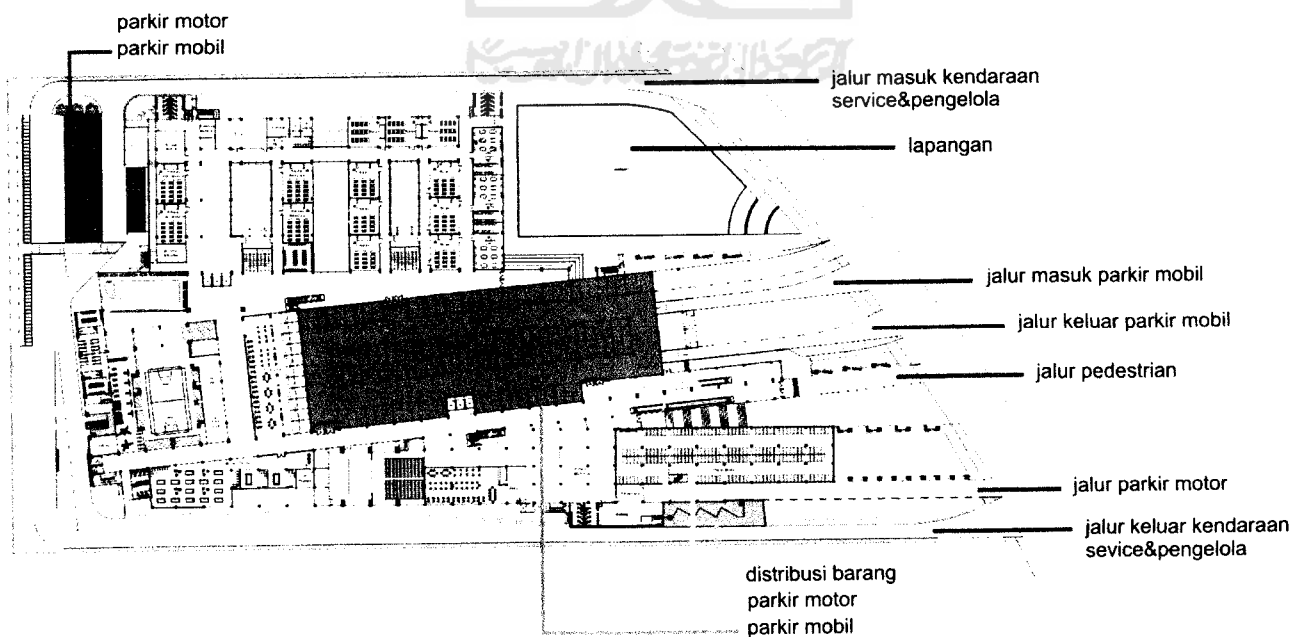 parkir motor
parkir mobil
jalur masuk kendaraan
service&pengelola
lapangan
jalur masuk parkir mobil
jalur keluar parkir mobil
jalur pedestrian
jalur parkir motor
jalur keluar kendaraan
sevice&pengelola
distribusi barang
parkir motor
parkir mobil